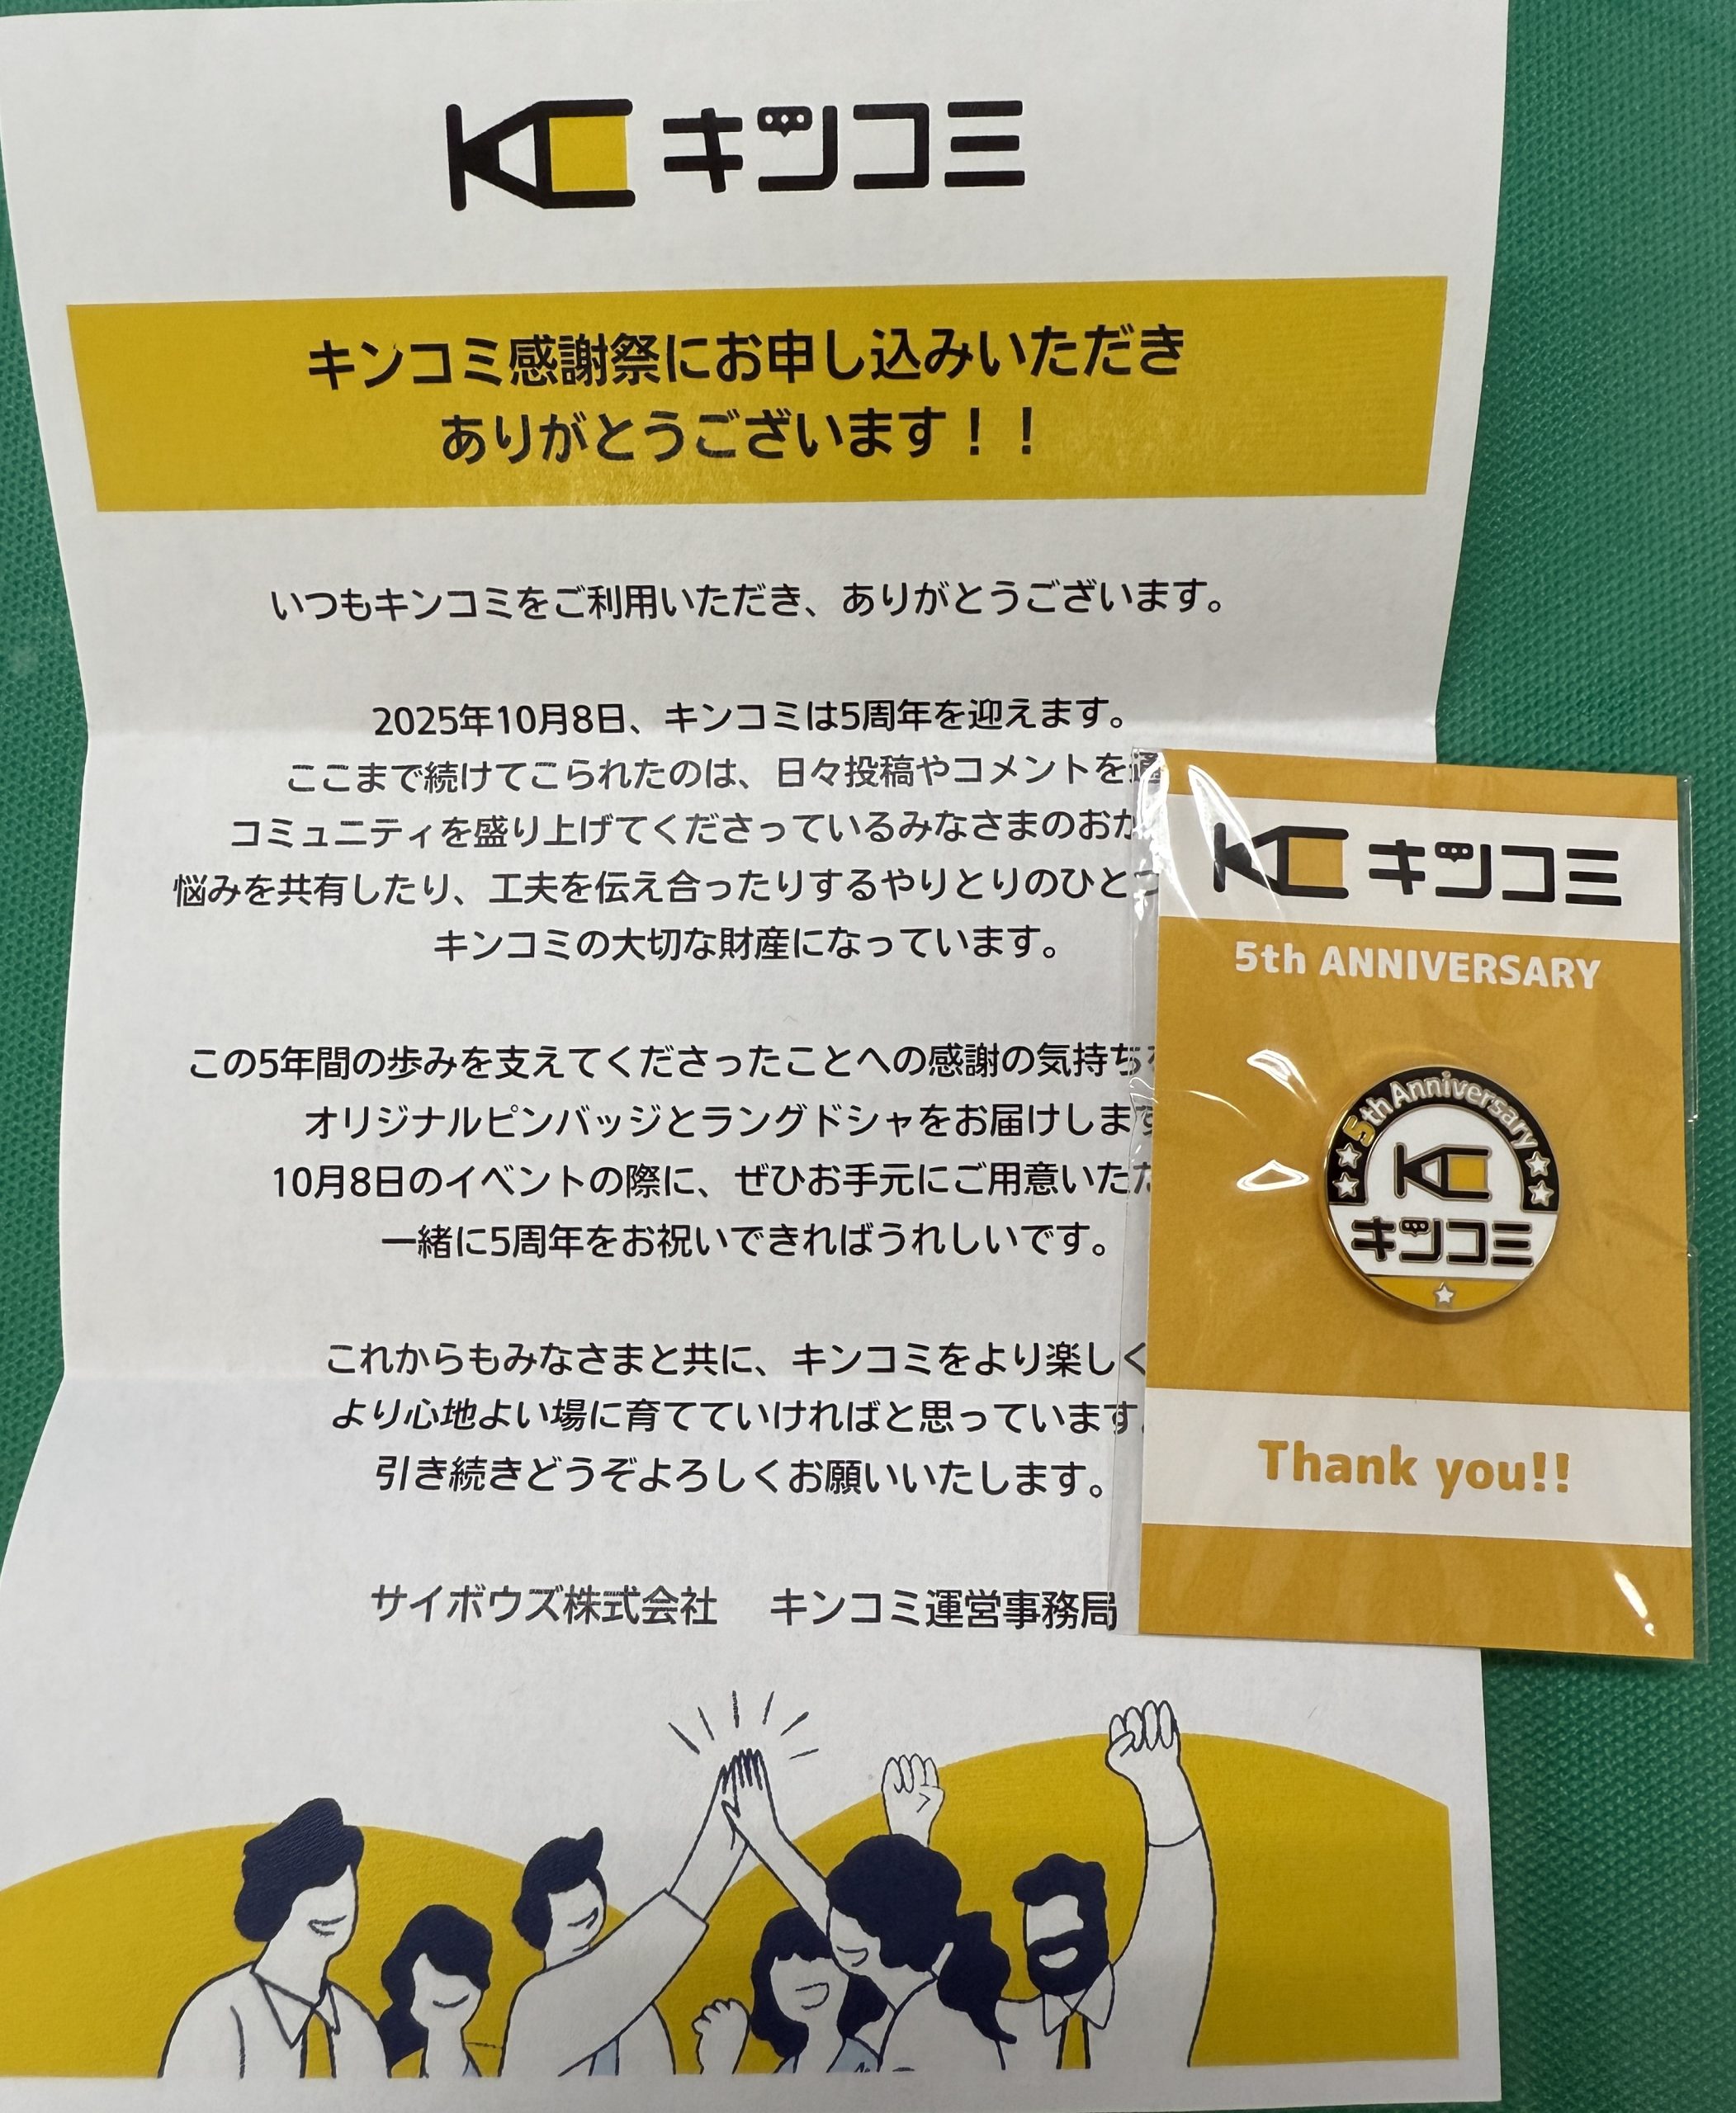 キンコミ
キンコミ感謝祭にお申し込みいただき
ありがとうございます！！
いつもキンコミをご利用いただき、ありがとうございます。
2025年10月8日、キンコミは5周年を迎えます。
ここまで続けてこられたのは、日々投稿やコメントを通
コミュニティを盛り上げてくださっているみなさまのおか
悩みを共有したり、工夫を伝え合ったりするやりとりのひとつ
キンコミの大切な財産になっています。
この5年間の歩みを支えてくださったことへの感謝の気持ちを
オリジナルピンバッジとラングドシャをお届けします
10月8日のイベントの際に、ぜひお手元にご用意いただ
一緒に5周年をお祝いできればうれしいです。
これからもみなさまと共に、キンコミをより楽しく
より心地よい場に育てていければと思っています。
引き続きどうぞよろしくお願いいたします。
サイボウズ株式会社　キンコミ運営事務局
キンコミ
5th ANNIVERSARY
5th Anniversary
キンコミ
Thank you!!